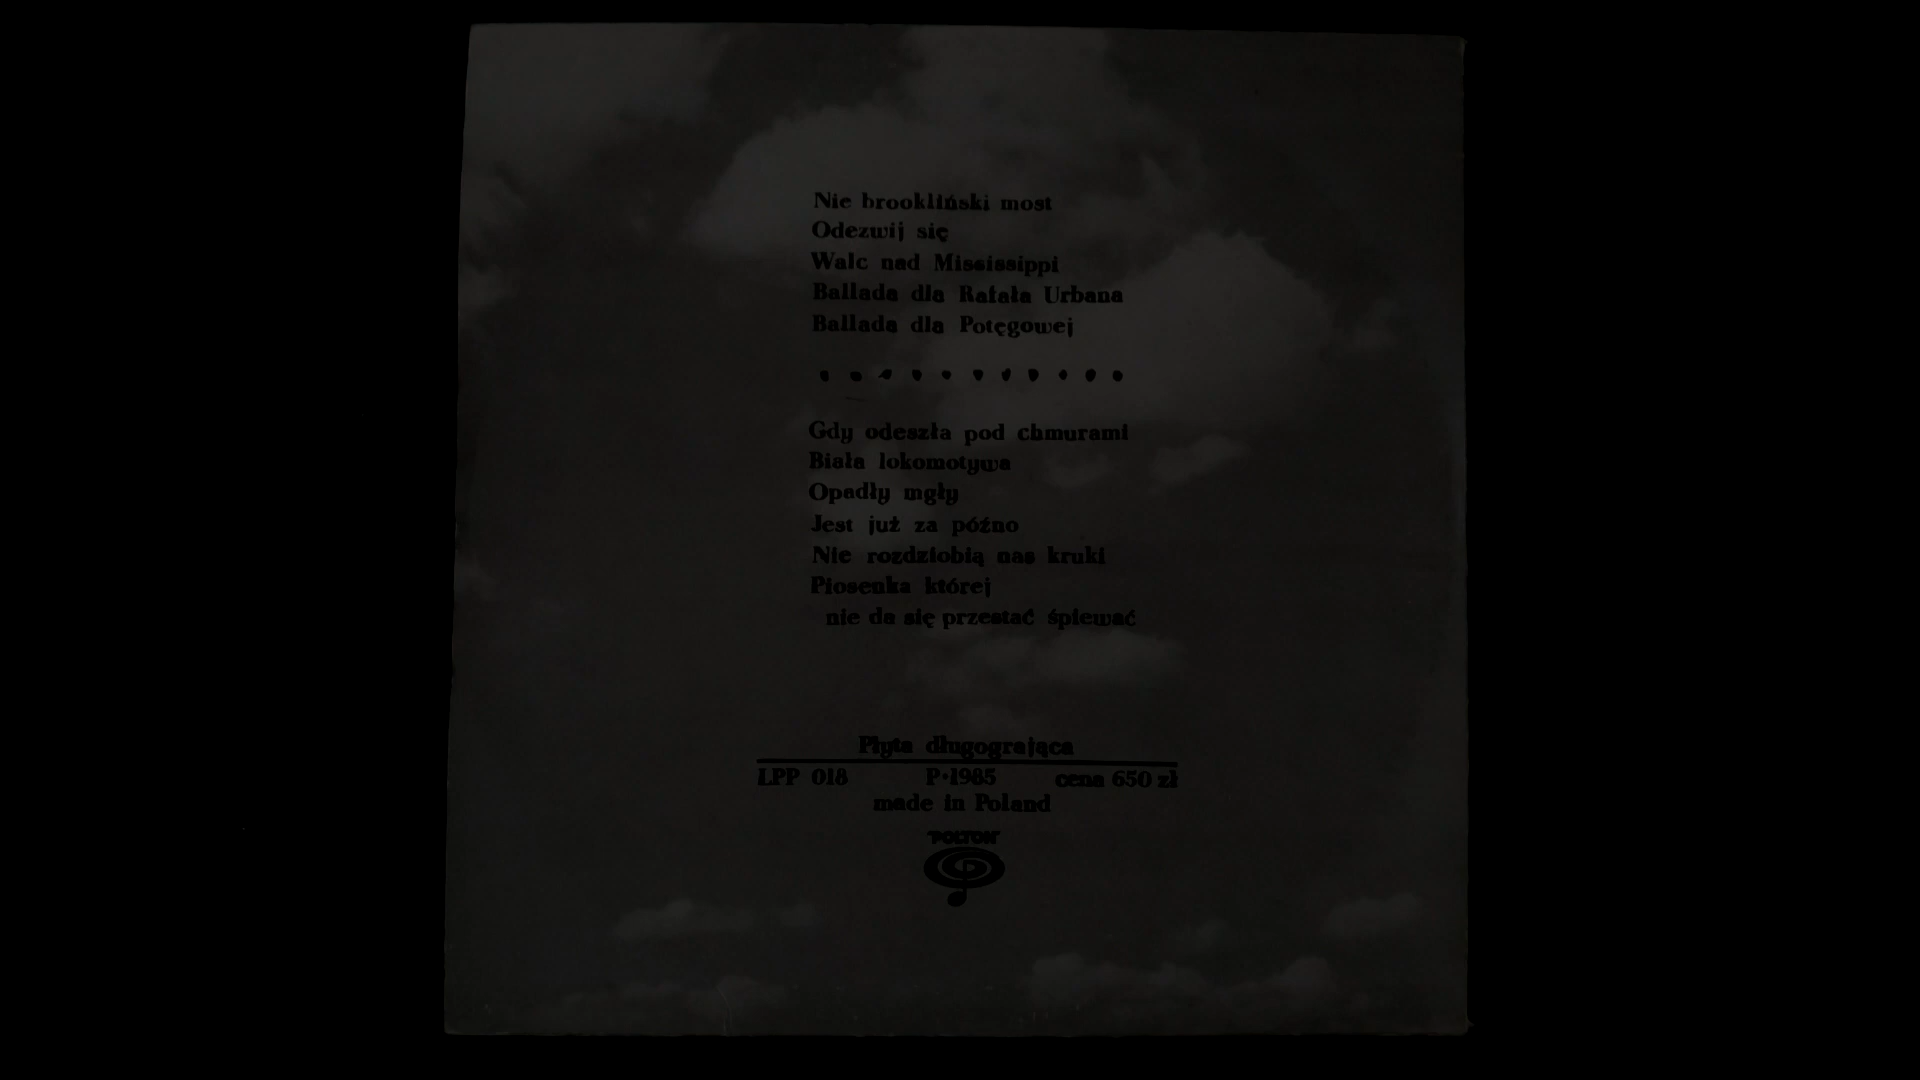 Nie brookliński most
Odezwij się
Walc nad Mississippi
Ballada dla Rafała Urbana
Ballada dla Potęgowej
Gdy odeszła pod chmurami
Biała lokomotywa
Opadły mgły
Jest już za późno
Nie rozdziobią nas kruki
Piosenka której
nie da się przestać śpiewać
Płyta długogrająca
LPP 018 P•1985 cena 650 zł
made in Poland
POLTON